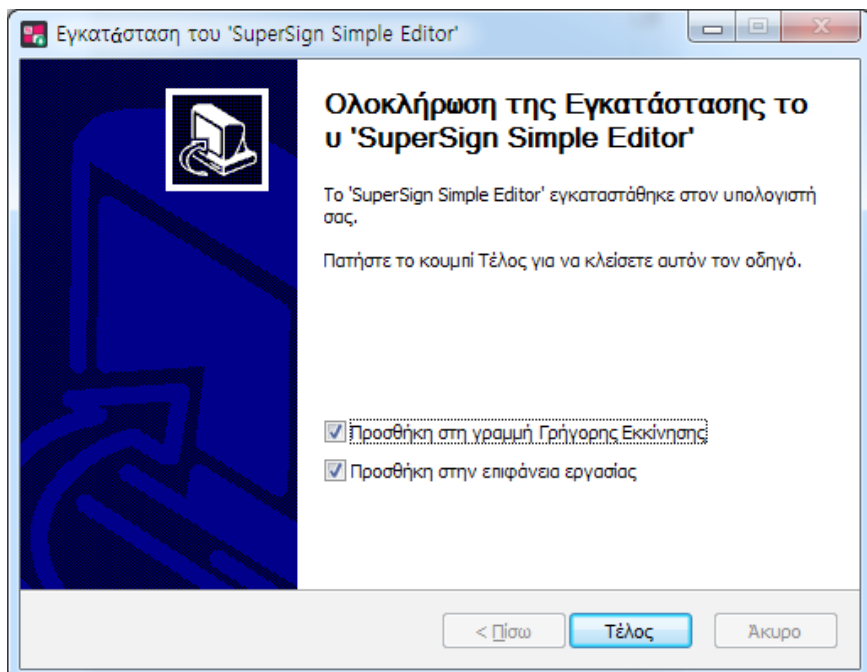 Εγκατάσταση του 'SuperSign Simple Editor'
Ολοκλήρωση της Εγκατάστασης το
υ 'SuperSign Simple Editor'
Το 'SuperSign Simple Editor' εγκαταστάθηκε στον υπολογιστή
σας.
Πατήστε το κουμπί Τέλος για να κλείσετε αυτόν τον οδηγό.
Προσθήκη στη γραμμή Γρήγορης Εκκίνησης
Προσθήκη στην επιφάνεια εργασίας
< Πίσω Τέλος Άκυρο